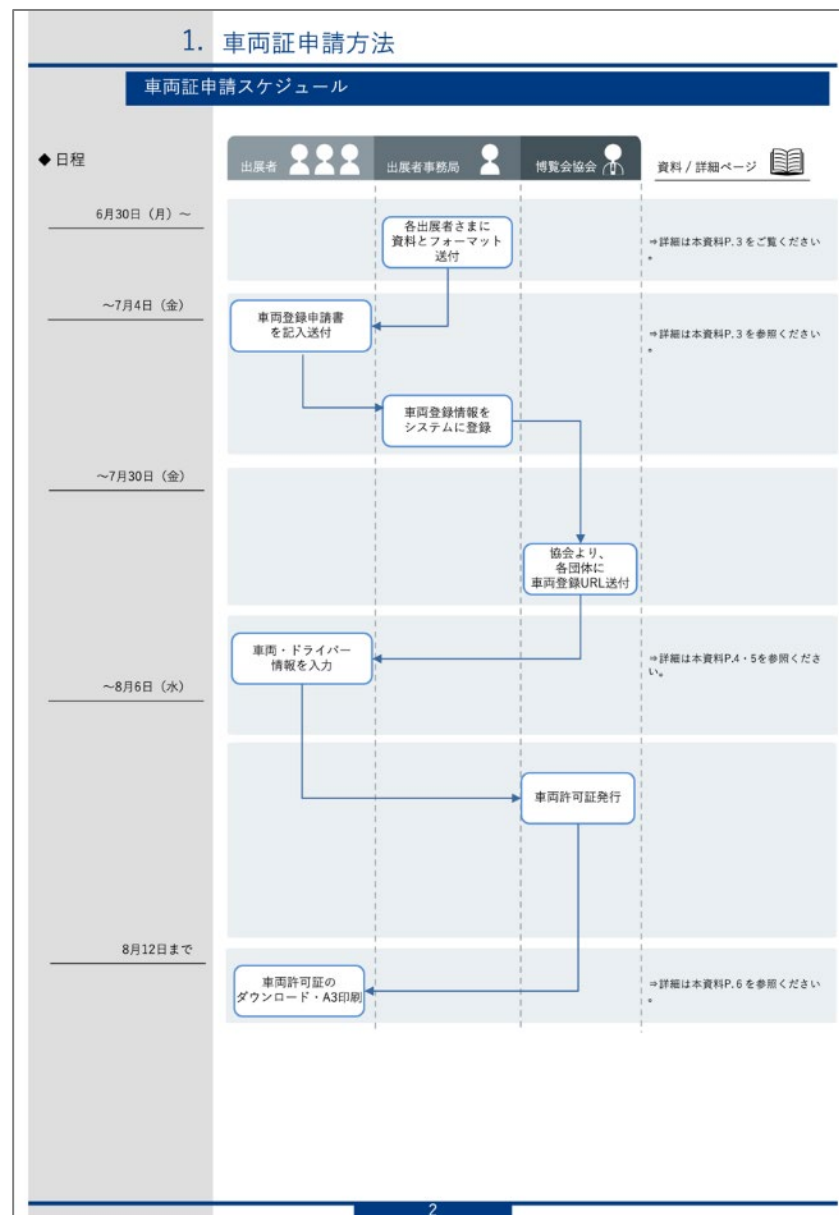 1. 車両証申請方法
車両証申請スケジュール
◆ 日程
出展者
出展者事務局
博覧会協会
資料 / 詳細ページ
6月30日（月）～
各出展者さまに
資料とフォーマット
送付
⇒詳細は本資料P.3をご覧ください
。
～7月4日（金）
車両登録申請書
を記入送付
⇒詳細は本資料P.3を参照ください
。
車両登録情報を
システムに登録
～7月30日（金）
協会より、
各団体に
車両登録URL送付
車両・ドライバー
情報を入力
⇒詳細は本資料P.4・5を参照くださ
い。
～8月6日（水）
車両許可証発行
8月12日まで
車両許可証の
ダウンロード・A3印刷
⇒詳細は本資料P.6を参照ください
。
2